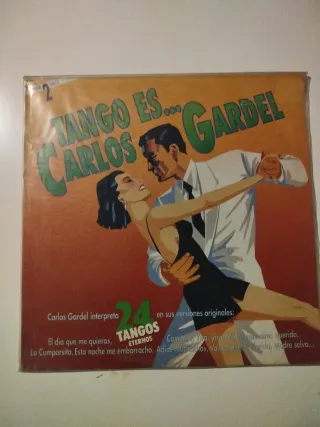 2
TANGO ES...
CARLOS GARDEL
Carlos Gardel interpreta 24 TANGOS ETERNOS en sus versiones originales:
El día que me quieras,
La Cumparsita, Esta noche me emborracho. Adiós